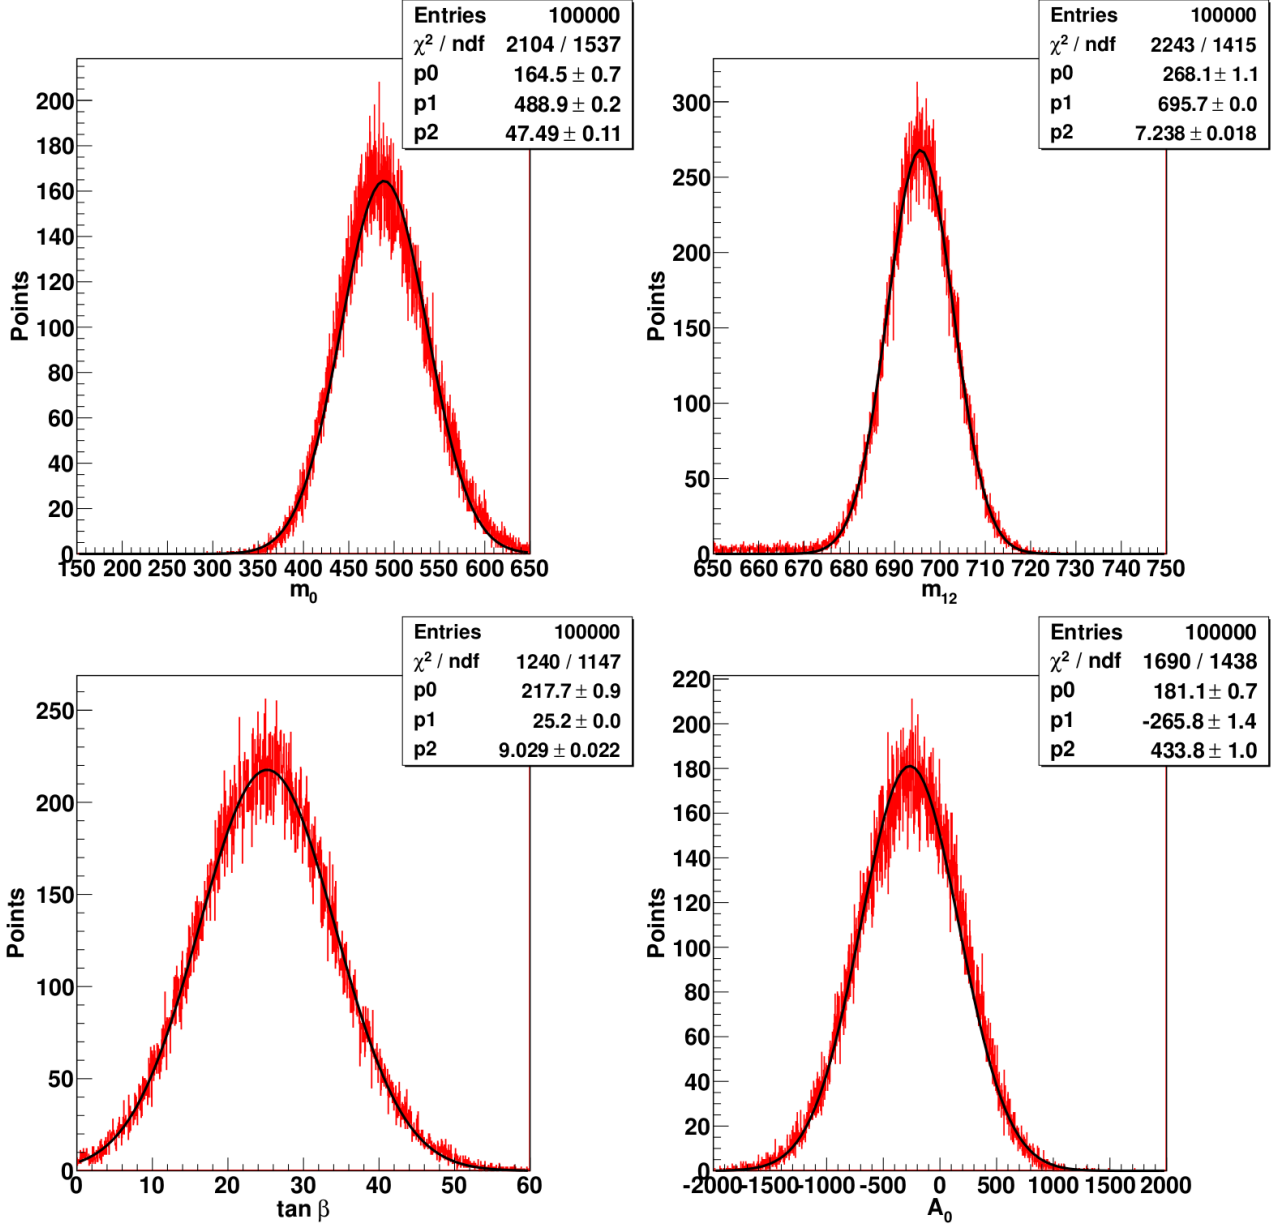 Entries 100000
χ² / ndf 2104 / 1537
p0 164.5 ± 0.7
p1 488.9 ± 0.2
p2 47.49 ± 0.11
200
180
160
140
120
100
80
60
40
20
0
Points
150 200 250 300 350 400 450 500 550 600 650
m₀
Entries 100000
χ² / ndf 2243 / 1415
p0 268.1 ± 1.1
p1 695.7 ± 0.0
p2 7.238 ± 0.018
300
250
200
150
100
50
0
Points
650 660 670 680 690 700 710 720 730 740 750
m₁₂
Entries 100000
χ² / ndf 1240 / 1147
p0 217.7 ± 0.9
p1 25.2 ± 0.0
p2 9.029 ± 0.022
250
200
150
100
50
0
Points
0 10 20 30 40 50 60
tan β
Entries 100000
χ² / ndf 1690 / 1438
p0 181.1 ± 0.7
p1 -265.8 ± 1.4
p2 433.8 ± 1.0
220
200
180
160
140
120
100
80
60
40
20
0
Points
-2000 -1500 -1000 -500 0 500 1000 1500 2000
A₀